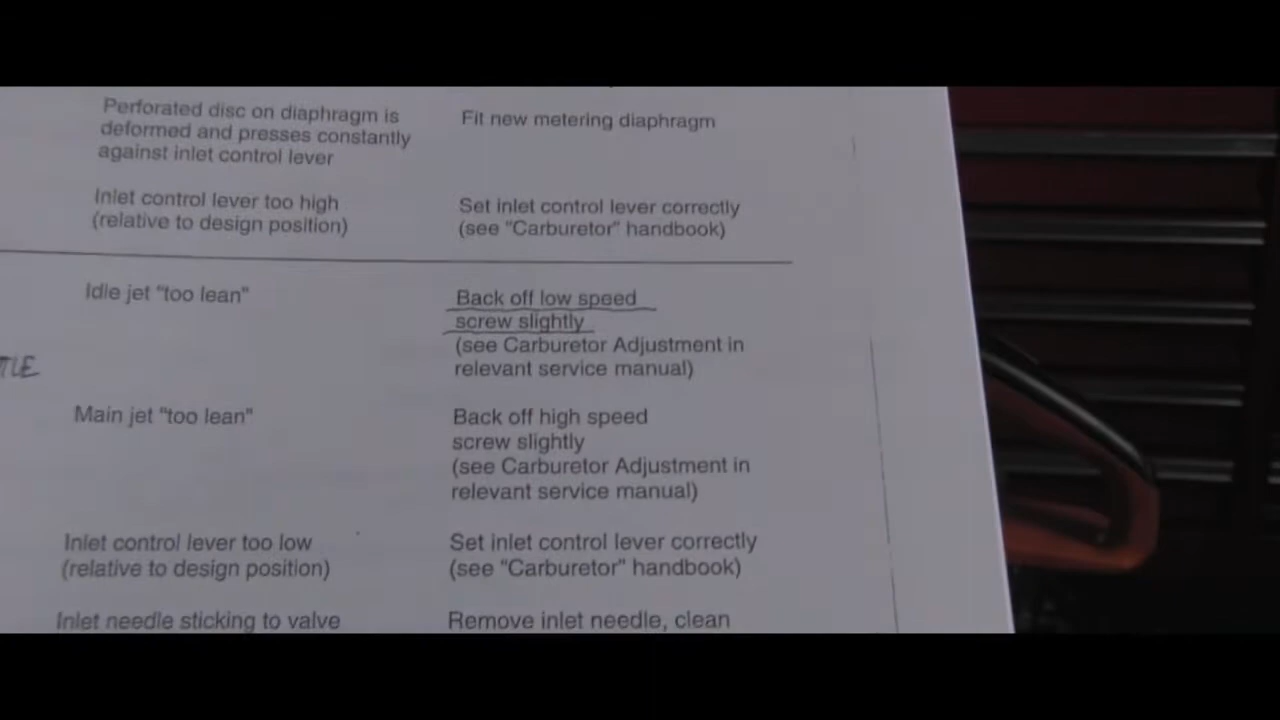 Perforated disc on diaphragm is
deformed and presses constantly
against inlet control lever
Fit new metering diaphragm
Inlet control lever too high
(relative to design position)
Set inlet control lever correctly
(see "Carburetor" handbook)
Idle jet "too lean"
Back off low speed
screw slightly
(see Carburetor Adjustment in
relevant service manual)
TLE
Main jet "too lean"
Back off high speed
screw slightly
(see Carburetor Adjustment in
relevant service manual)
Inlet control lever too low
(relative to design position)
Set inlet control lever correctly
(see "Carburetor" handbook)
Inlet needle sticking to valve
Remove inlet needle, clean